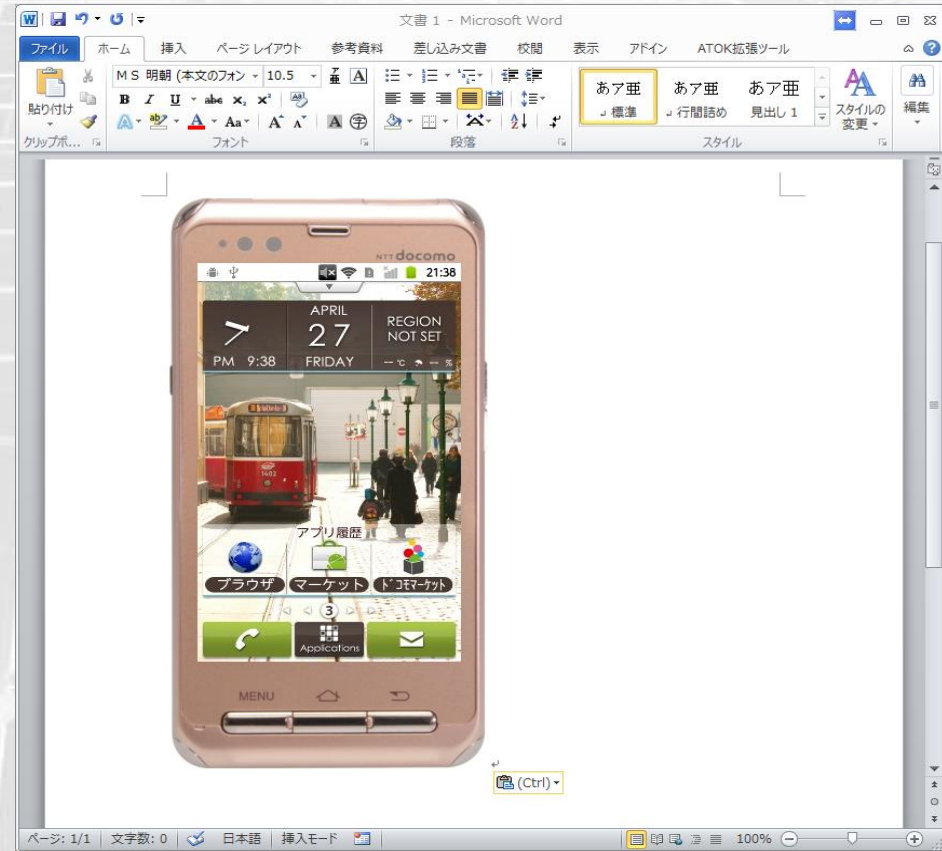 文書 1 - Microsoft Word
ファイル ホーム 挿入 ページ レイアウト 参考資料 差し込み文書 校閲 表示 アドイン ATOK拡張ツール
貼り付け
クリップボ...
ＭＳ 明朝 (本文のフォン 10.5
B I U abc x₂ x²
Aa
フォント
段落
あア亜 あア亜 あア亜
標準 行間詰め 見出し 1
スタイル
スタイルの
変更
編集
NTT docomo
21:38
APRIL
27
FRIDAY
PM 9:38
REGION
NOT SET
-- ℃ -- %
1402
アプリ履歴
ブラウザ マーケット ドコモマーケット
3
Applications
MENU
(Ctrl)
ページ: 1/1 文字数: 0 日本語 挿入モード 100%